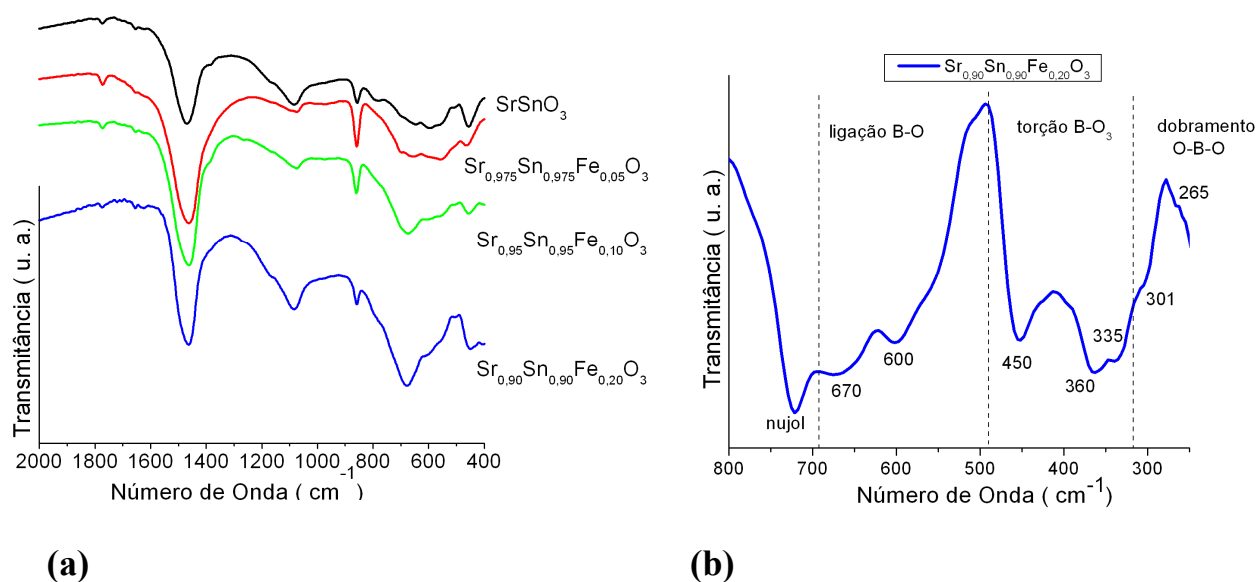 SrSnO3
Sr0,975Sn0,975Fe0,05O3
Sr0,95Sn0,95Fe0,10O3
Sr0,90Sn0,90Fe0,20O3
Transmitância ( u. a.)
2000 1800 1600 1400 1200 1000 800 600 400
Número de Onda ( cm-1)
(a)
Sr0,90Sn0,90Fe0,20O3
ligação B-O
torção B-O3
dobramento
O-B-O
265
301
335
600
450
360
670
nujol
Transmitância ( u. a.)
800 700 600 500 400 300
Número de Onda ( cm-1)
(b)